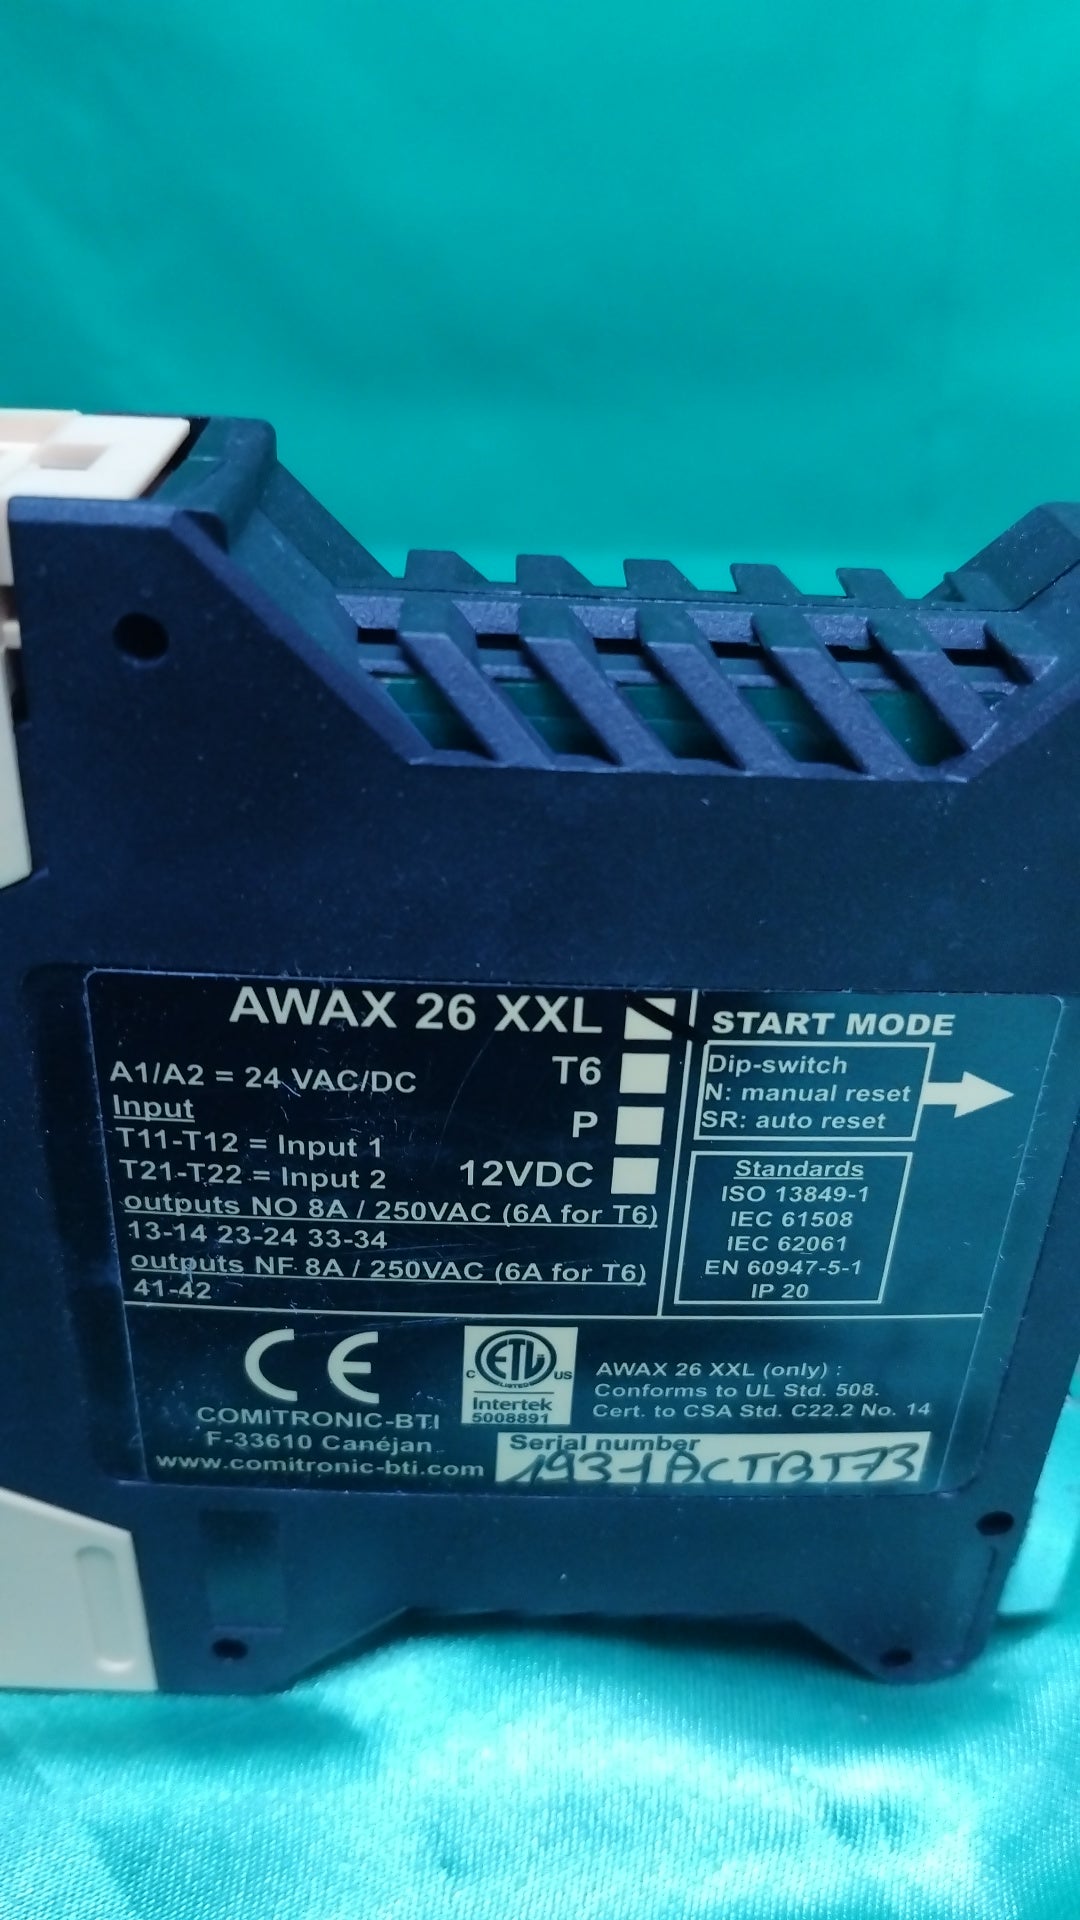 AWAX 26 XXL
T6
P
12VDC
A1/A2 = 24 VAC/DC
Input
T11-T12 = Input 1
T21-T22 = Input 2
outputs NO 8A / 250VAC (6A for T6)
13-14 23-24 33-34
outputs NF 8A / 250VAC (6A for T6)
41-42
START MODE
Dip-switch
N: manual reset
SR: auto reset
Standards
ISO 13849-1
IEC 61508
IEC 62061
EN 60947-5-1
IP 20
CE
COMITRONIC-BTI
F-33610 Canéjan
www.comitronic-bti.com
ETL
C US
LISTED
Intertek
5008891
AWAX 26 XXL (only) :
Conforms to UL Std. 508.
Cert. to CSA Std. C22.2 No. 14
Serial number
1931ACTBT73